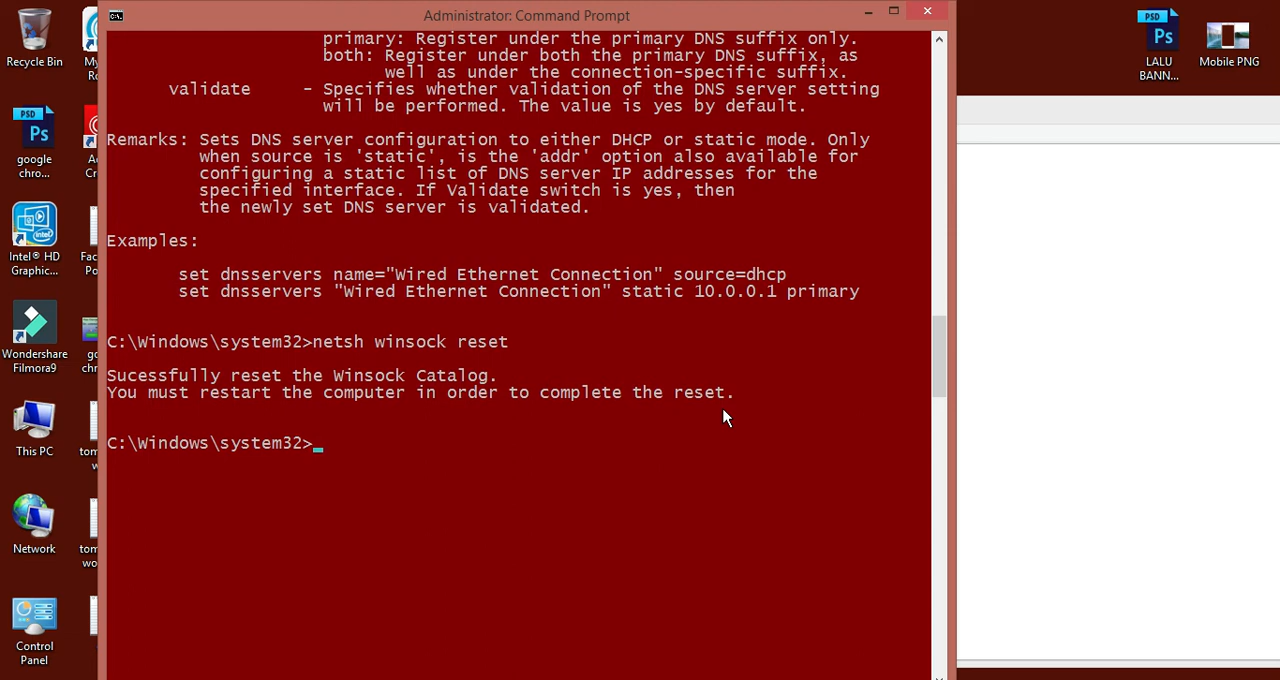 Administrator: Command Prompt
primary: Register under the primary DNS suffix only.
both: Register under both the primary DNS suffix, as
well as under the connection-specific suffix.
validate - Specifies whether validation of the DNS server setting
will be performed. The value is yes by default.
Remarks: Sets DNS server configuration to either DHCP or static mode. Only
when source is 'static', is the 'addr' option also available for
configuring a static list of DNS server IP addresses for the
specified interface. If Validate switch is yes, then
the newly set DNS server is validated.
Examples:
set dnsservers name="Wired Ethernet Connection" source=dhcp
set dnsservers "Wired Ethernet Connection" static 10.0.0.1 primary
C:\Windows\system32>netsh winsock reset
Sucessfully reset the Winsock Catalog.
You must restart the computer in order to complete the reset.
C:\Windows\system32>
Recycle Bin
PSD
Ps
google
chro...
Intel® HD
Graphic...
Wondershare
Filmora9
This PC
Network
Control
Panel
PSD
Ps
LALU
BANN...
Mobile PNG